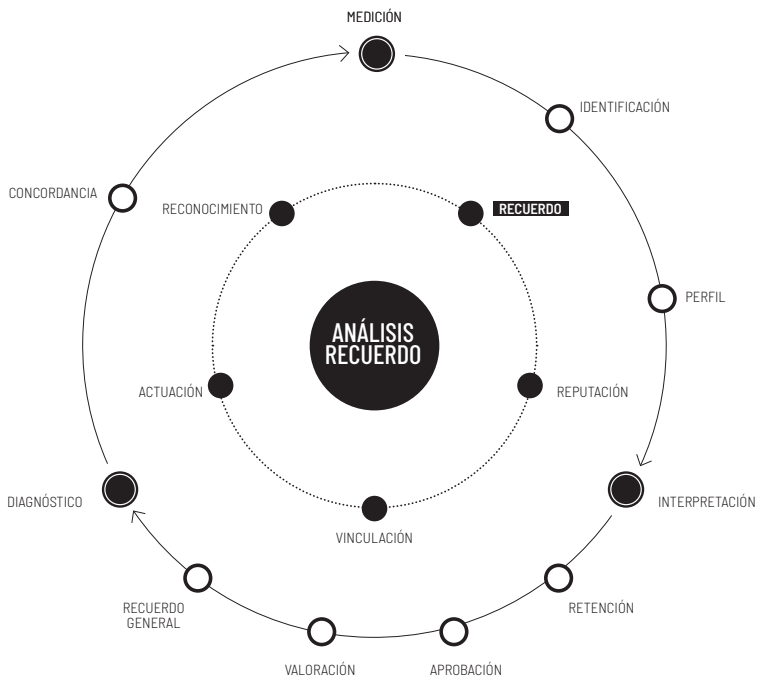 MEDICIÓN
IDENTIFICACIÓN
CONCORDANCIA
RECONOCIMIENTO
RECUERDO
PERFIL
ANÁLISIS
RECUERDO
ACTUACIÓN
REPUTACIÓN
DIAGNÓSTICO
INTERPRETACIÓN
VINCULACIÓN
RECUERDO
GENERAL
RETENCIÓN
VALORACIÓN
APROBACIÓN